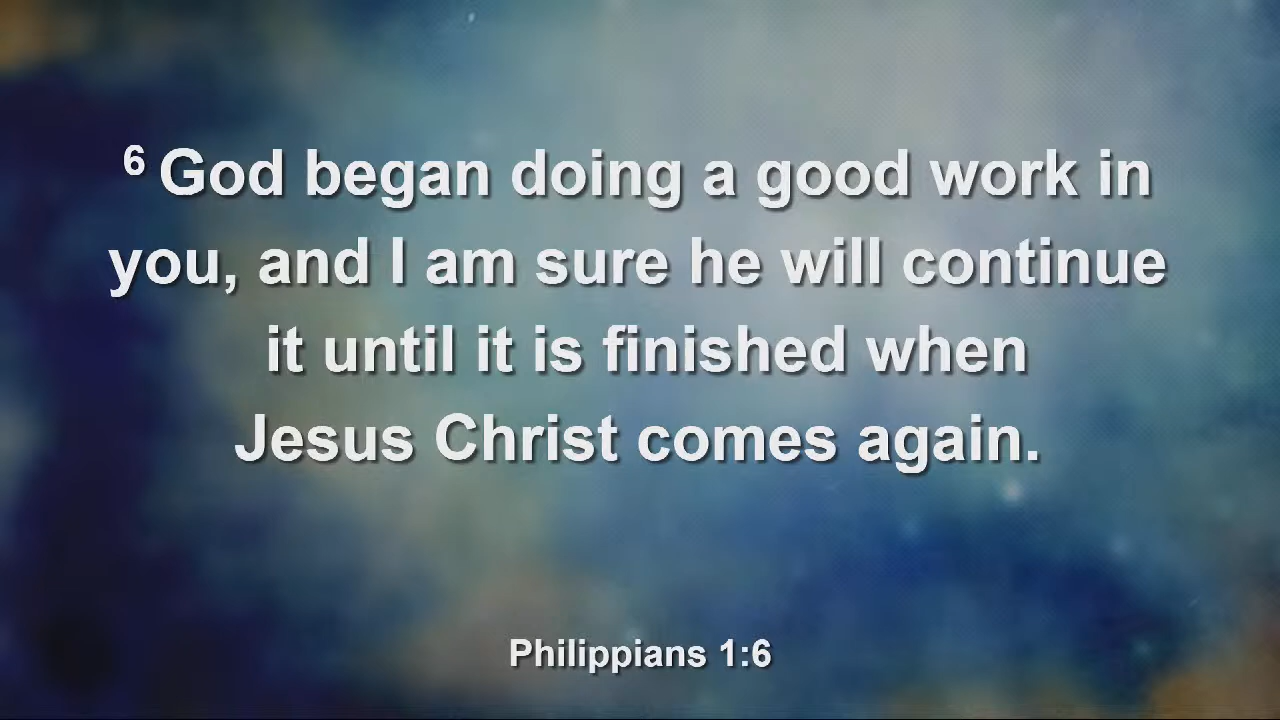 6 God began doing a good work in
you, and I am sure he will continue
it until it is finished when
Jesus Christ comes again.
Philippians 1:6